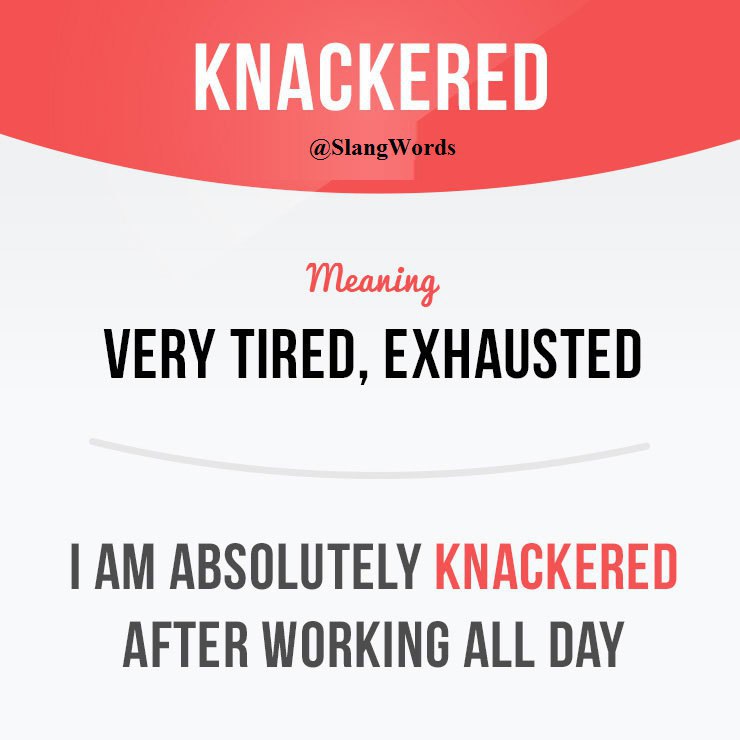 KNACKERED
@SlangWords
Meaning
VERY TIRED, EXHAUSTED
I AM ABSOLUTELY KNACKERED
AFTER WORKING ALL DAY